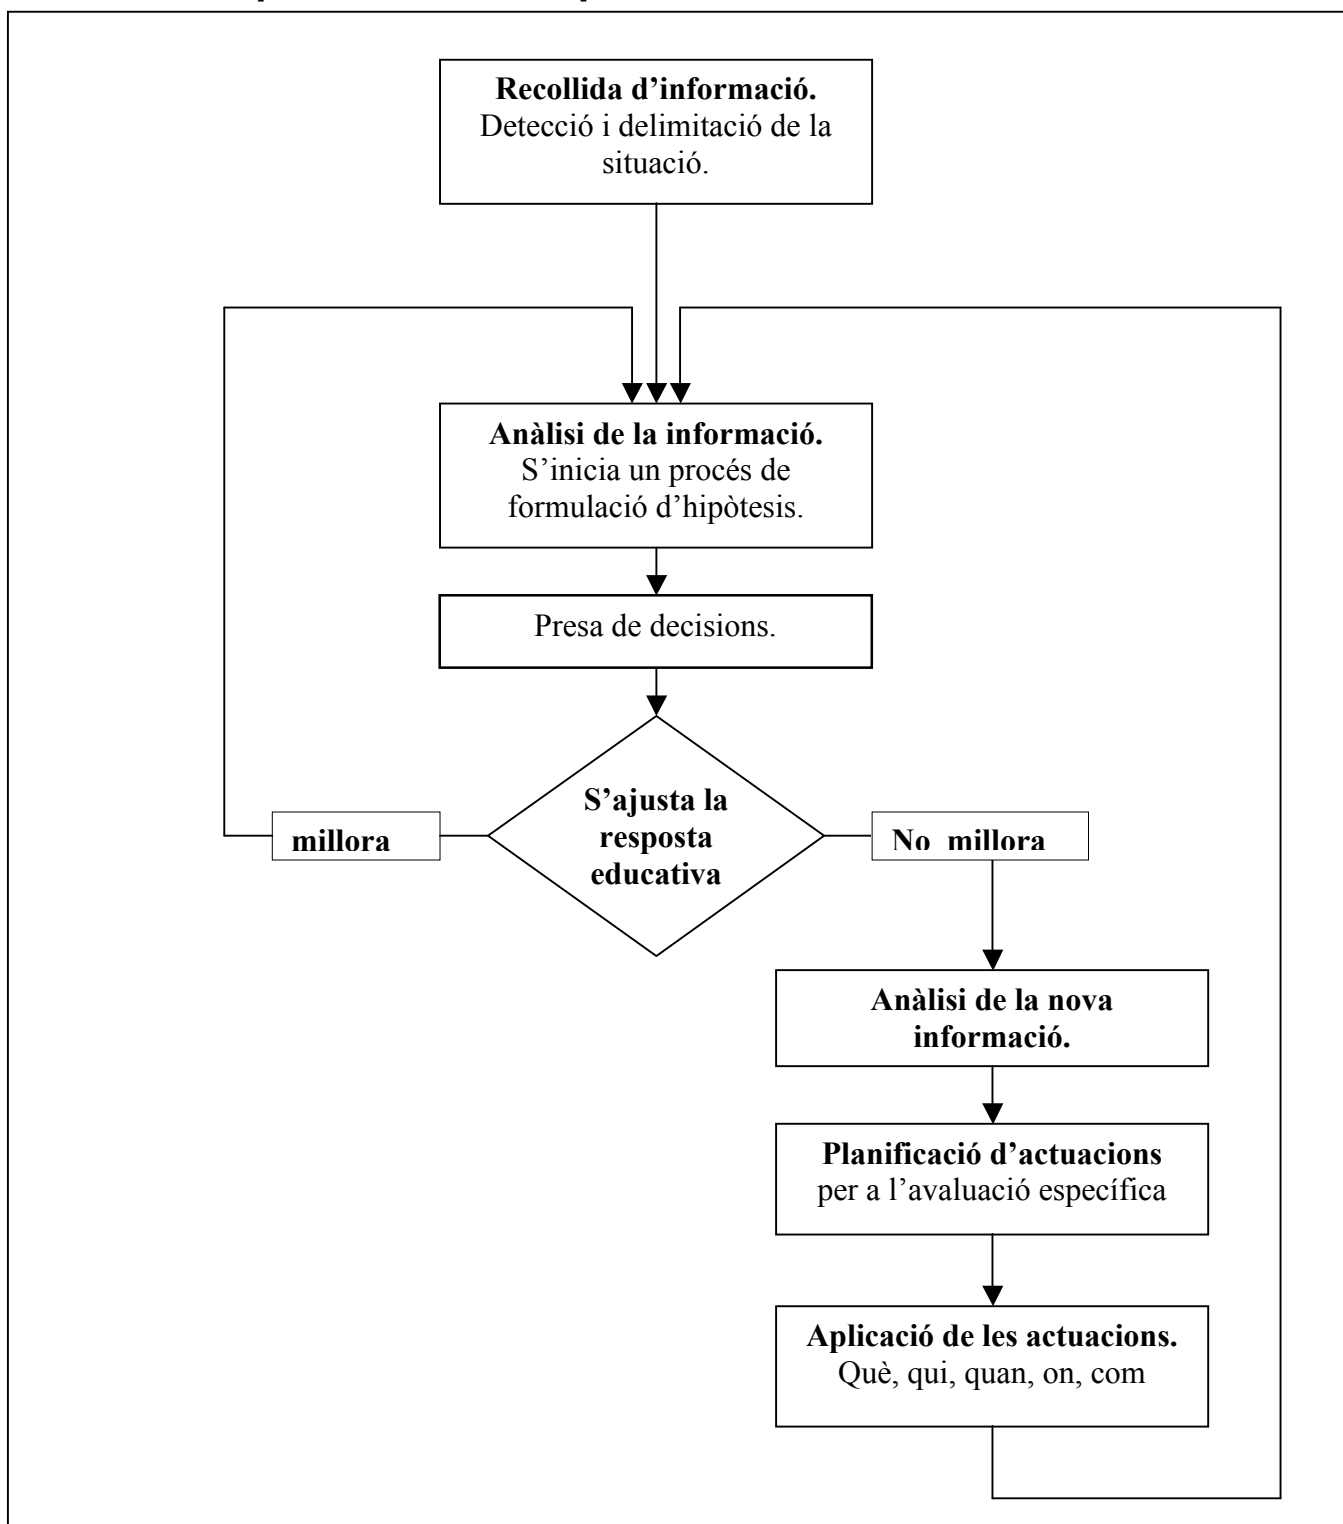 Recollida d’informació.
Detecció i delimitació de la
situació.
Anàlisi de la informació.
S’inicia un procés de
formulació d’hipòtesis.
Presa de decisions.
S’ajusta la
resposta
educativa
millora
No millora
Anàlisi de la nova
informació.
Planificació d’actuacions
per a l’avaluació específica
Aplicació de les actuacions.
Què, qui, quan, on, com